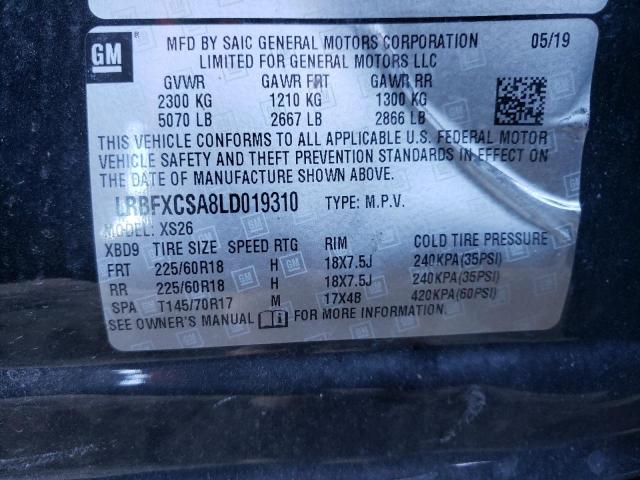 GM
MFD BY SAIC GENERAL MOTORS CORPORATION 05/19
LIMITED FOR GENERAL MOTORS LLC
GVWR GAWR FRT GAWR RR
2300 KG 1210 KG 1300 KG
5070 LB 2667 LB 2866 LB
THIS VEHICLE CONFORMS TO ALL APPLICABLE U.S. FEDERAL MOTOR
VEHICLE SAFETY AND THEFT PREVENTION STANDARDS IN EFFECT ON
THE DATE OF MANUFACTURE SHOWN ABOVE.
LRBFXCSA8LD019310 TYPE: M.P.V.
MODEL: XS26
XBD9 TIRE SIZE SPEED RTG RIM COLD TIRE PRESSURE
FRT 225/60R18 H 18X7.5J 240KPA(35PSI)
RR 225/60R18 H 18X7.5J 240KPA(35PSI)
SPA T145/70R17 M 17X4B 420KPA(60PSI)
SEE OWNER'S MANUAL FOR MORE INFORMATION.